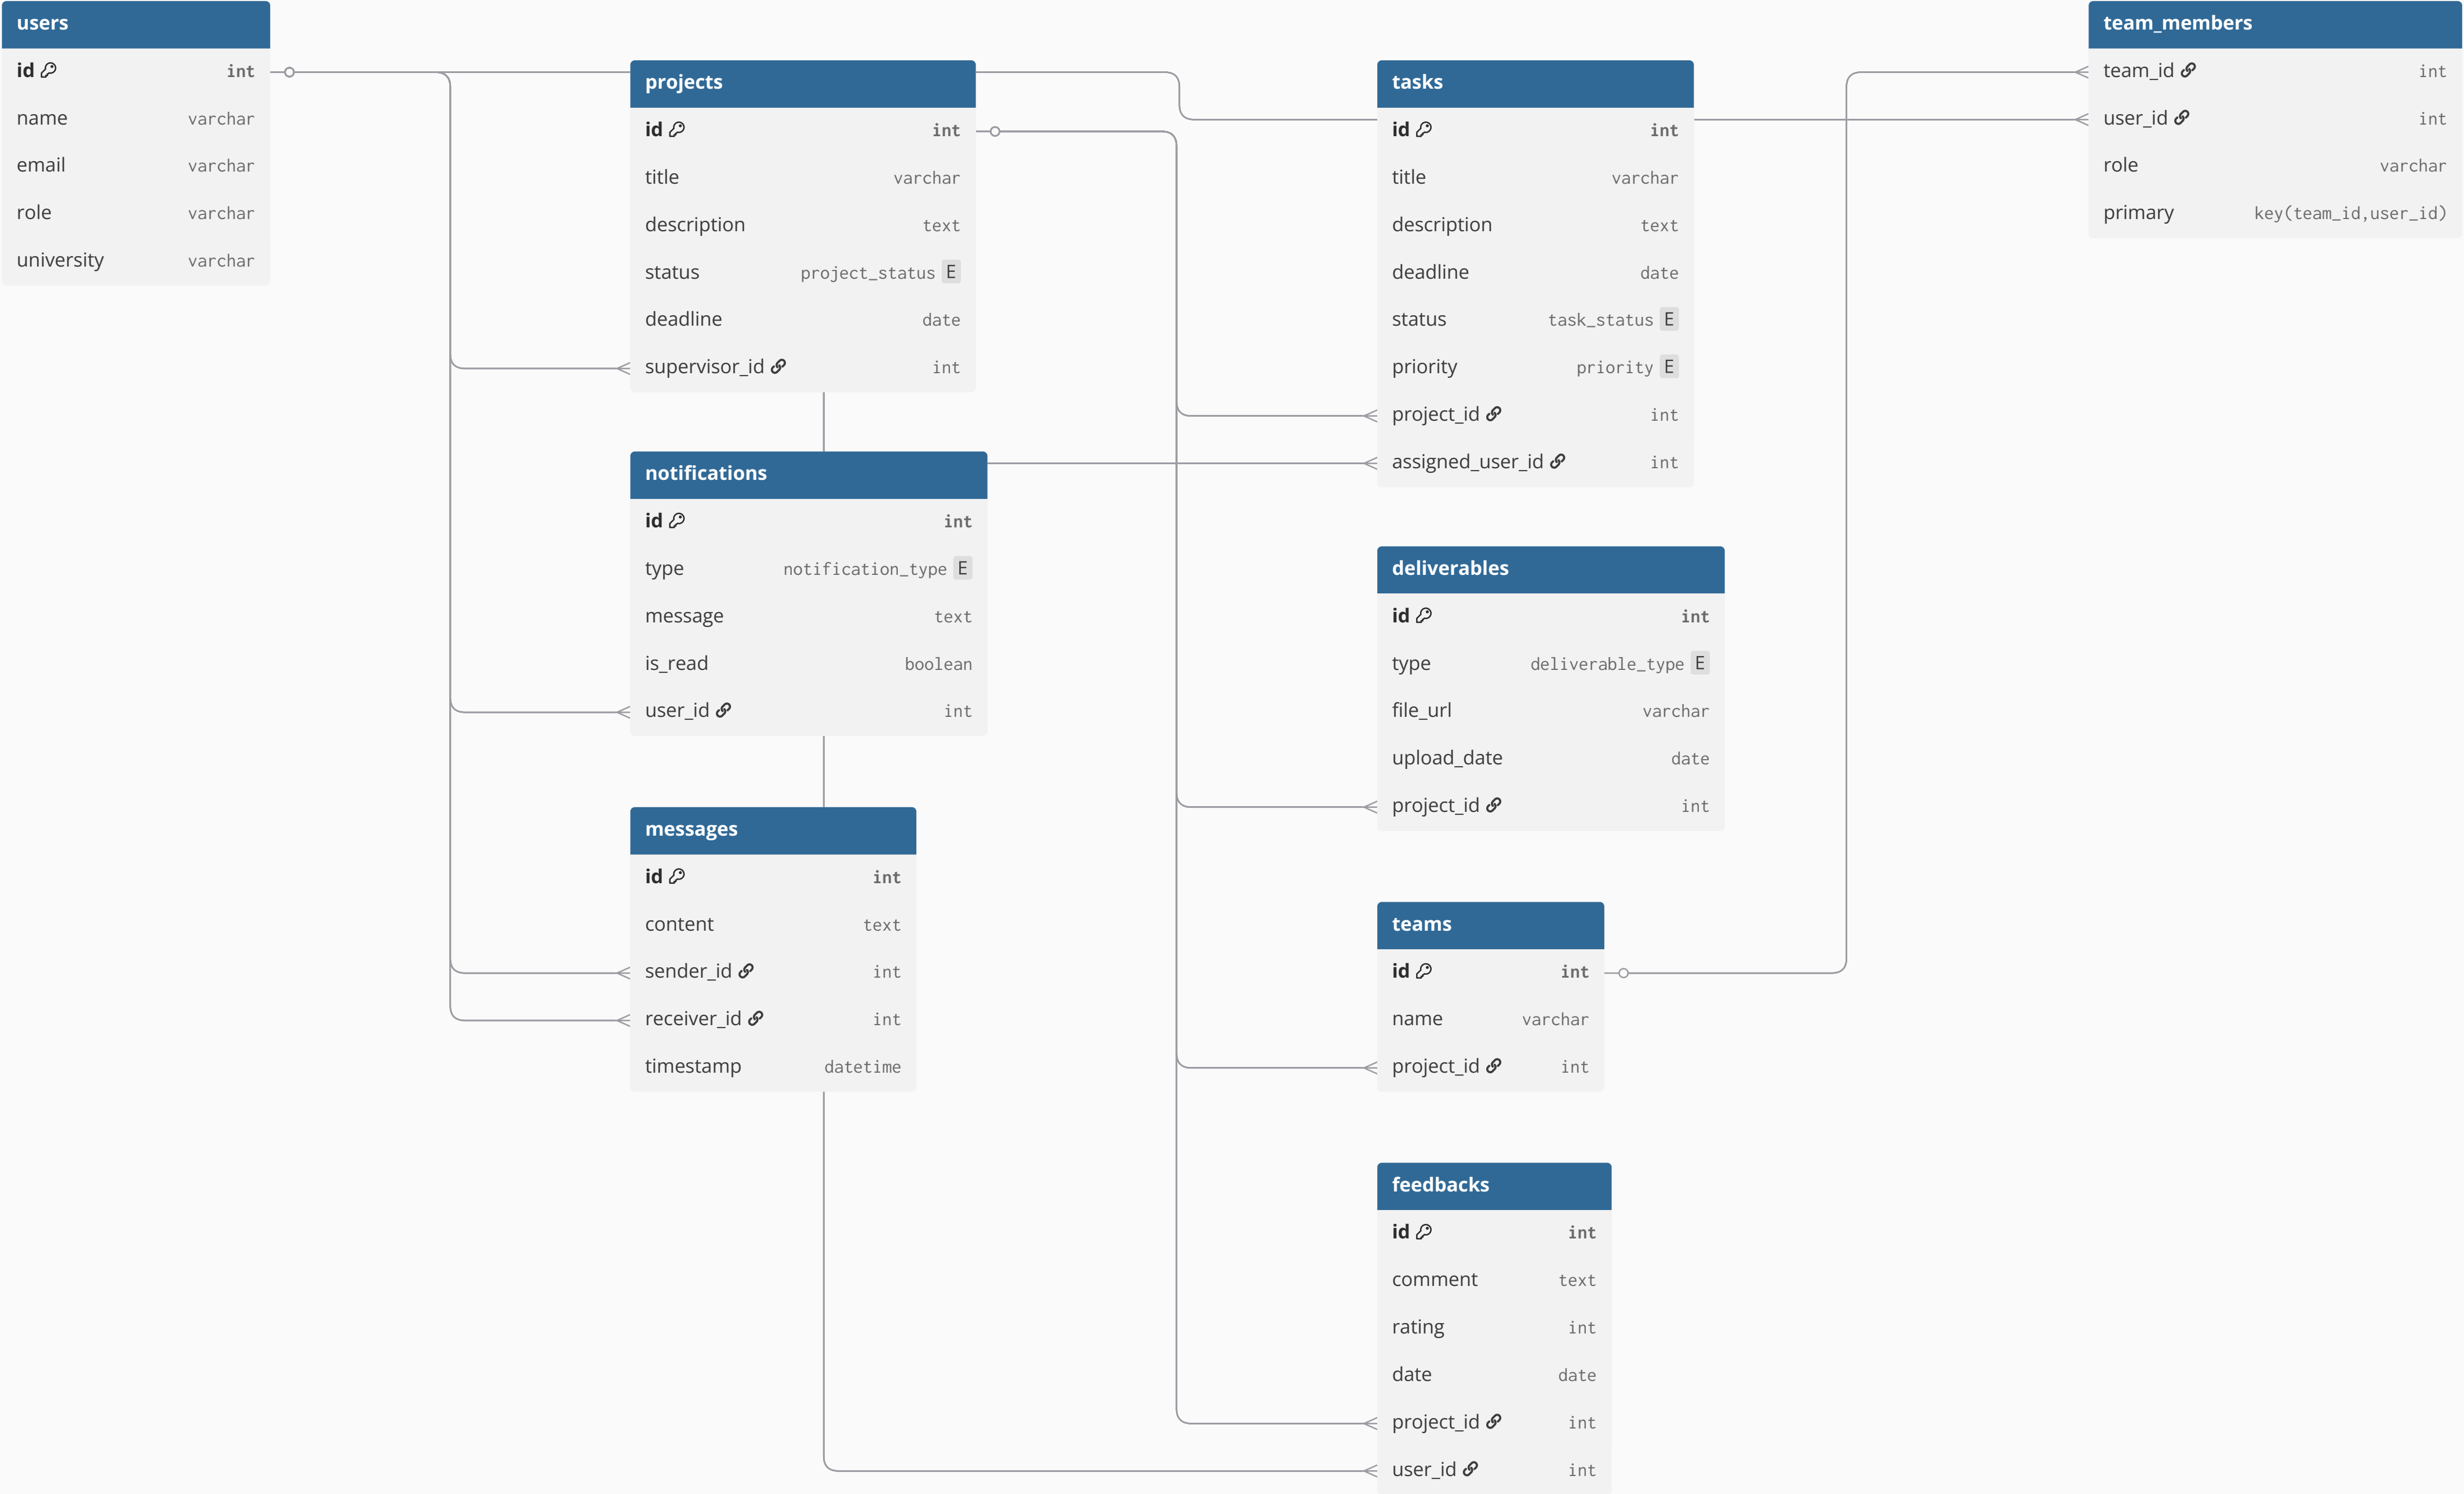 users
id int
name varchar
email varchar
role varchar
university varchar
projects
id int
title varchar
description text
status project_status E
deadline date
supervisor_id int
notifications
id int
type notification_type E
message text
is_read boolean
user_id int
messages
id int
content text
sender_id int
receiver_id int
timestamp datetime
tasks
id int
title varchar
description text
deadline date
status task_status E
priority priority E
project_id int
assigned_user_id int
deliverables
id int
type deliverable_type E
file_url varchar
upload_date date
project_id int
teams
id int
name varchar
project_id int
feedbacks
id int
comment text
rating int
date date
project_id int
user_id int
team_members
team_id int
user_id int
role varchar
primary key(team_id,user_id)